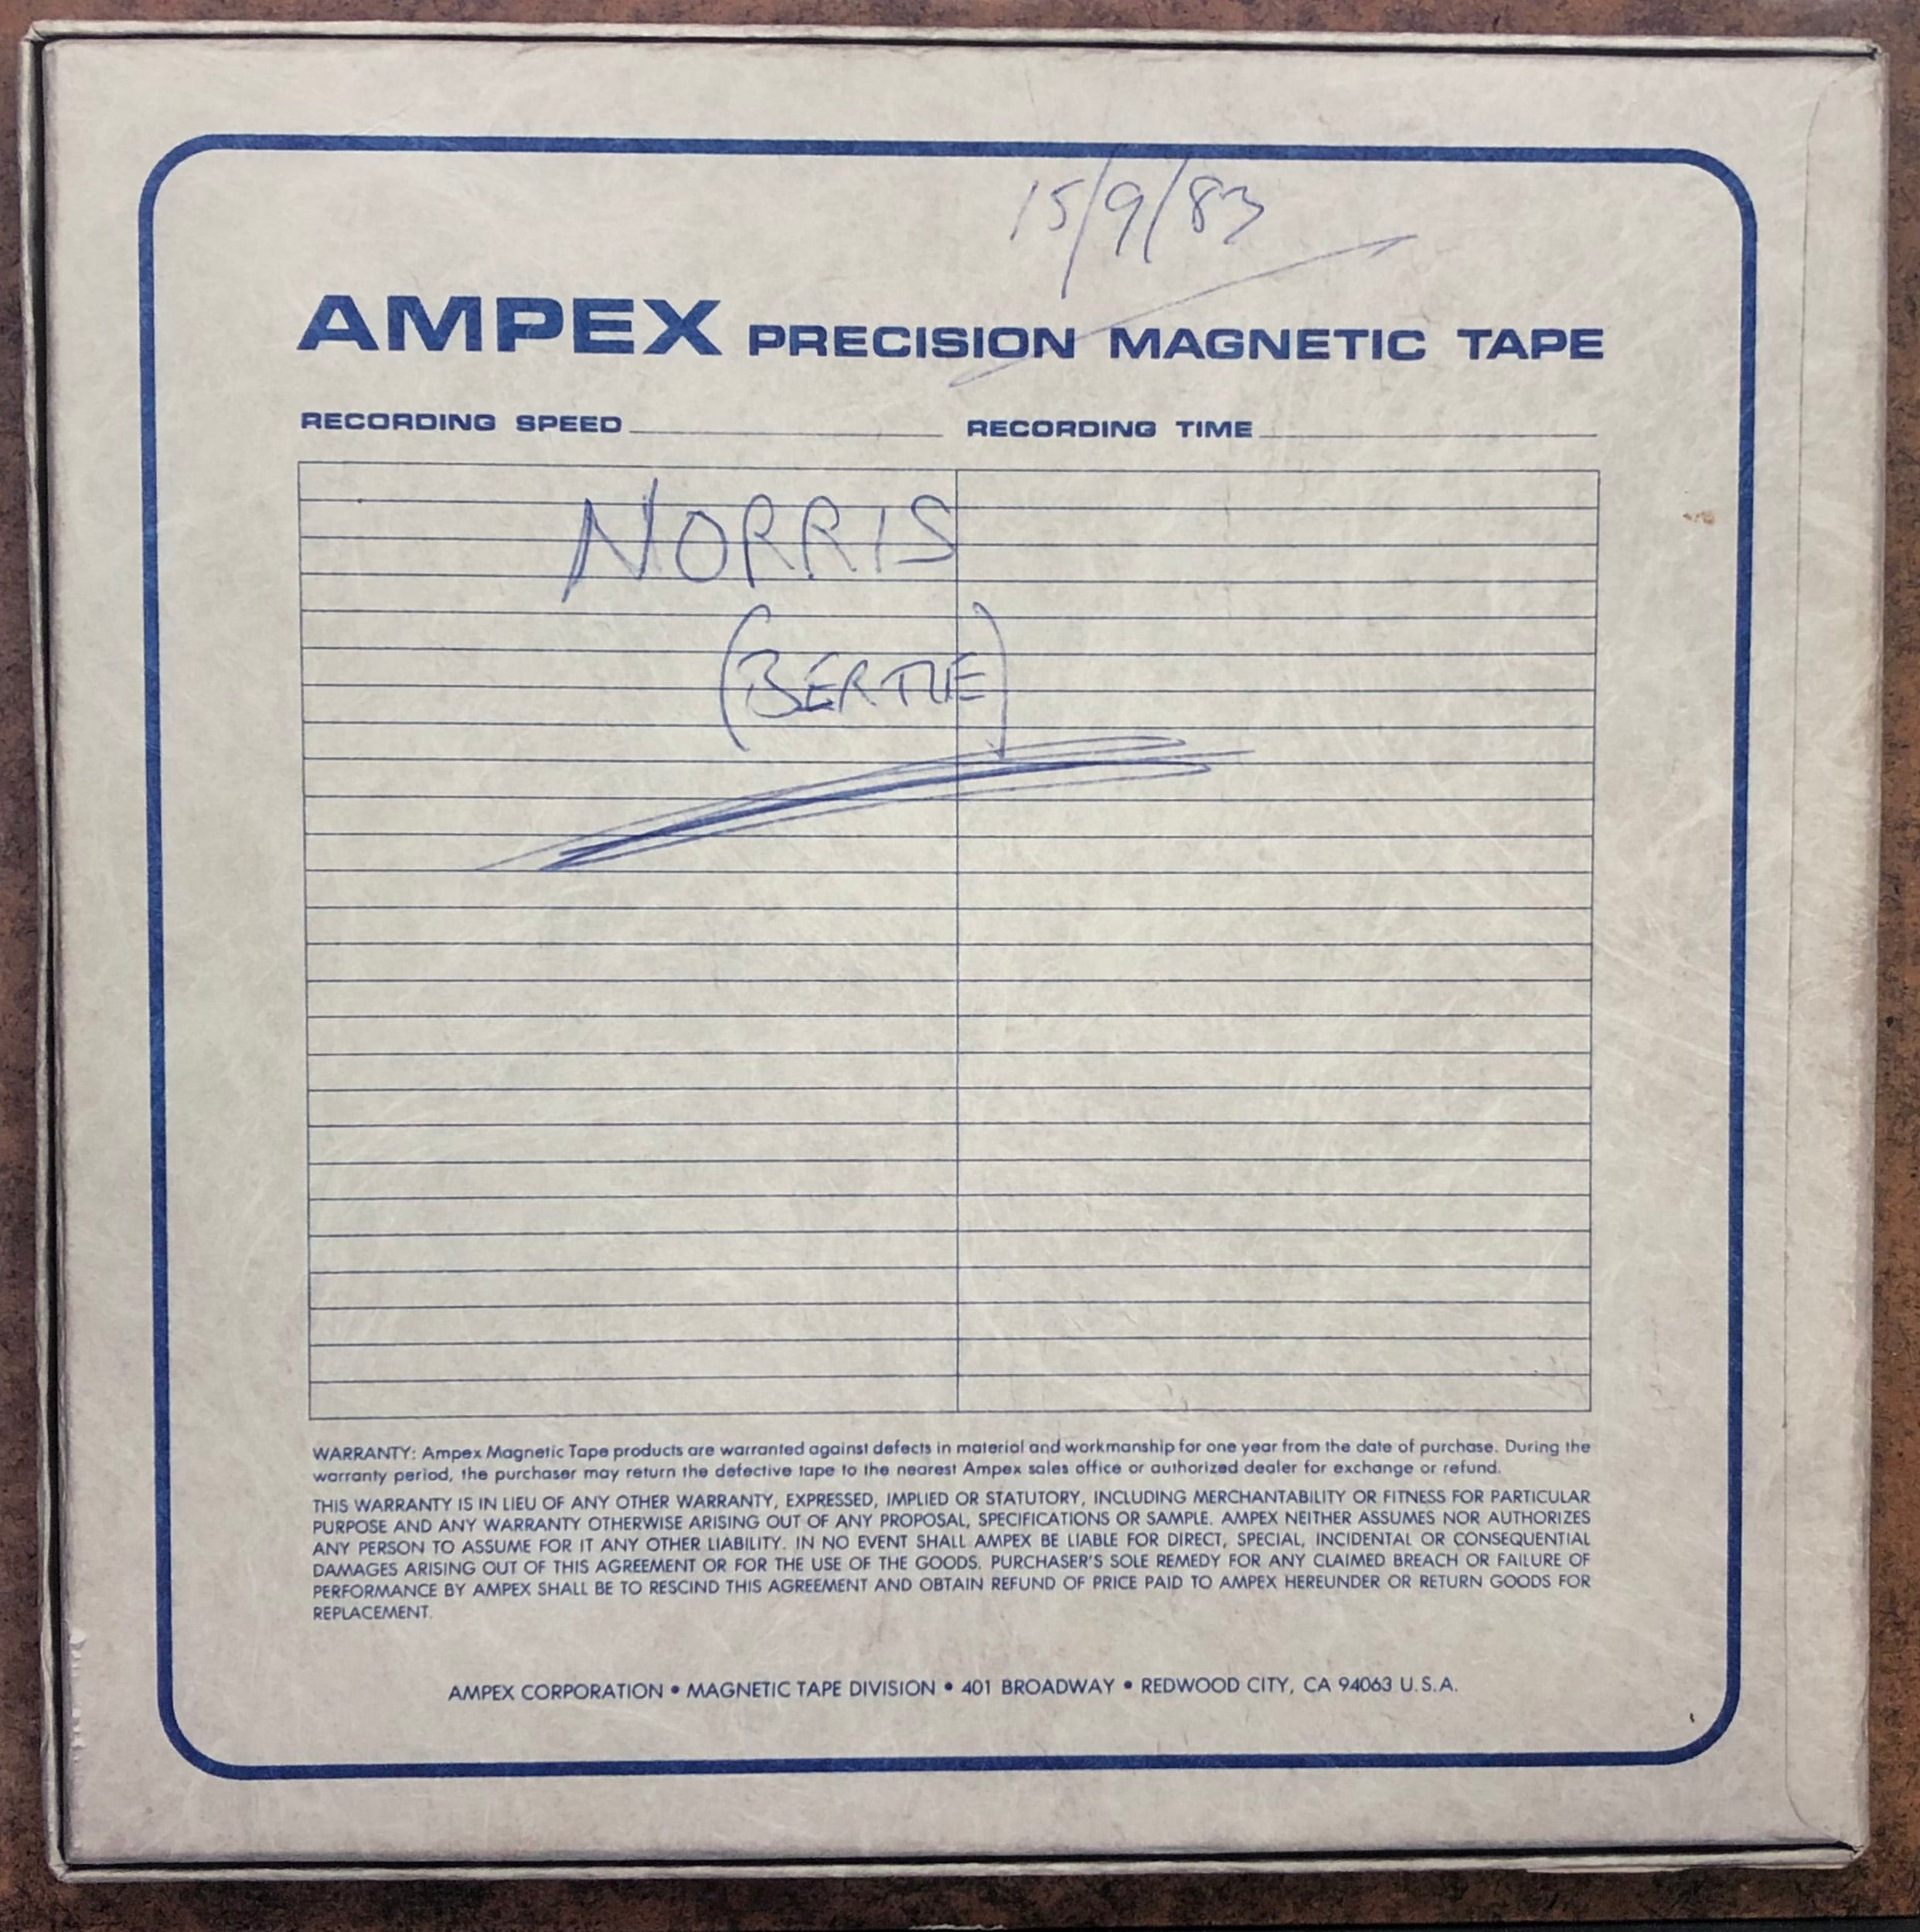 15/9/83
AMPEX PRECISION MAGNETIC TAPE
RECORDING SPEED RECORDING TIME
NORRIS
(BERTIE)
WARRANTY: Ampex Magnetic Tape products are warranted against defects in material and workmanship for one year from the date of purchase. During the
warranty period, the purchaser may return the defective tape to the nearest Ampex sales office or authorized dealer for exchange or refund.
THIS WARRANTY IS IN LIEU OF ANY OTHER WARRANTY, EXPRESSED, IMPLIED OR STATUTORY, INCLUDING MERCHANTABILITY OR FITNESS FOR PARTICULAR
PURPOSE AND ANY WARRANTY OTHERWISE ARISING OUT OF ANY PROPOSAL, SPECIFICATIONS OR SAMPLE. AMPEX NEITHER ASSUMES NOR AUTHORIZES
ANY PERSON TO ASSUME FOR IT ANY OTHER LIABILITY. IN NO EVENT SHALL AMPEX BE LIABLE FOR DIRECT, SPECIAL, INCIDENTAL OR CONSEQUENTIAL
DAMAGES ARISING OUT OF THIS AGREEMENT OR FOR THE USE OF THE GOODS. PURCHASER'S SOLE REMEDY FOR ANY CLAIMED BREACH OR FAILURE OF
PERFORMANCE BY AMPEX SHALL BE TO RESCIND THIS AGREEMENT AND OBTAIN REFUND OF PRICE PAID TO AMPEX HEREUNDER OR RETURN GOODS FOR
REPLACEMENT.
AMPEX CORPORATION • MAGNETIC TAPE DIVISION • 401 BROADWAY • REDWOOD CITY, CA 94063 U.S.A.